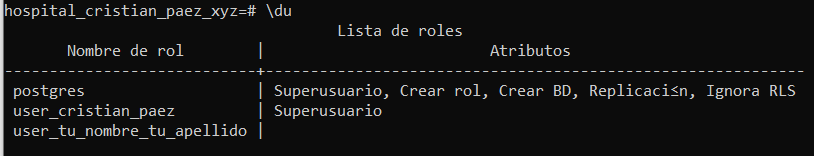 hospital_cristian_paez_xyz=# \du
Lista de roles
Nombre de rol | Atributos
---------------------------+-----------------------------------------------------------
postgres | Superusuario, Crear rol, Crear BD, Replicaci≤n, Ignora RLS
user_cristian_paez | Superusuario
user_tu_nombre_tu_apellido |